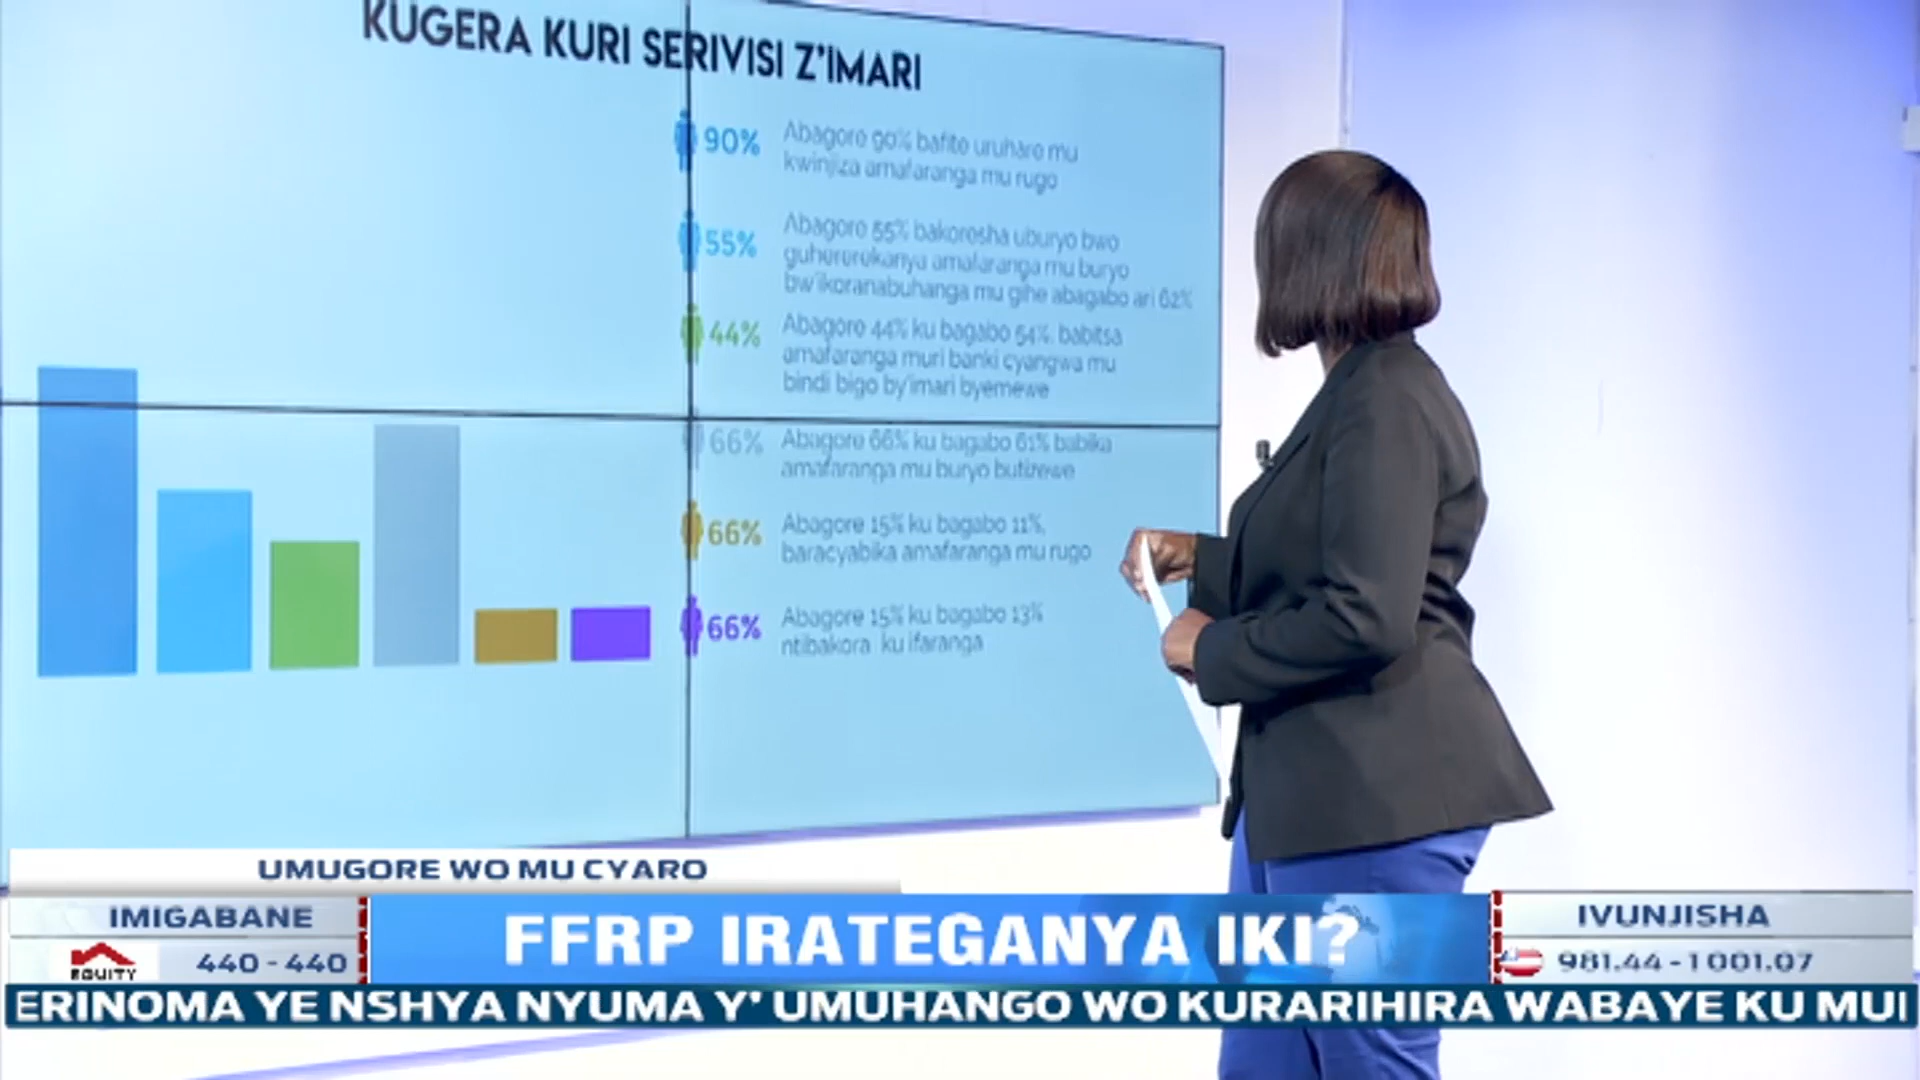 KUGERA KURI SERIVISI Z'IMARI
90%
Abagore 90% bafite uruhare mu
kwinjiza amafaranga mu rugo
55%
Abagore 55% bakoresha uburyo bwo
guhererekanya amafaranga mu buryo
bw'ikoranabuhanga mu gihe abagabo ari 62%
44%
Abagore 44% ku bagabo 54%, babitsa
amafaranga muri banki cyangwa mu
bindi bigo by'imari byemewe
66%
Abagore 66% ku bagabo 61% babika
amafaranga mu buryo butizewe
66%
Abagore 15% ku bagabo 11%,
baracyabika amafaranga mu rugo
66%
Abagore 15% ku bagabo 13%
ntibakora ku ifaranga
UMUGORE WO MU CYARO
IMIGABANE
EQUITY
440 - 440
FFRP IRATEGANYA IKI?
IVUNJISHA
981.44 - 1 001.07
ERINOMA YE NSHYA NYUMA Y' UMUHANGO WO KURARIHIRA WABAYE KU MUI